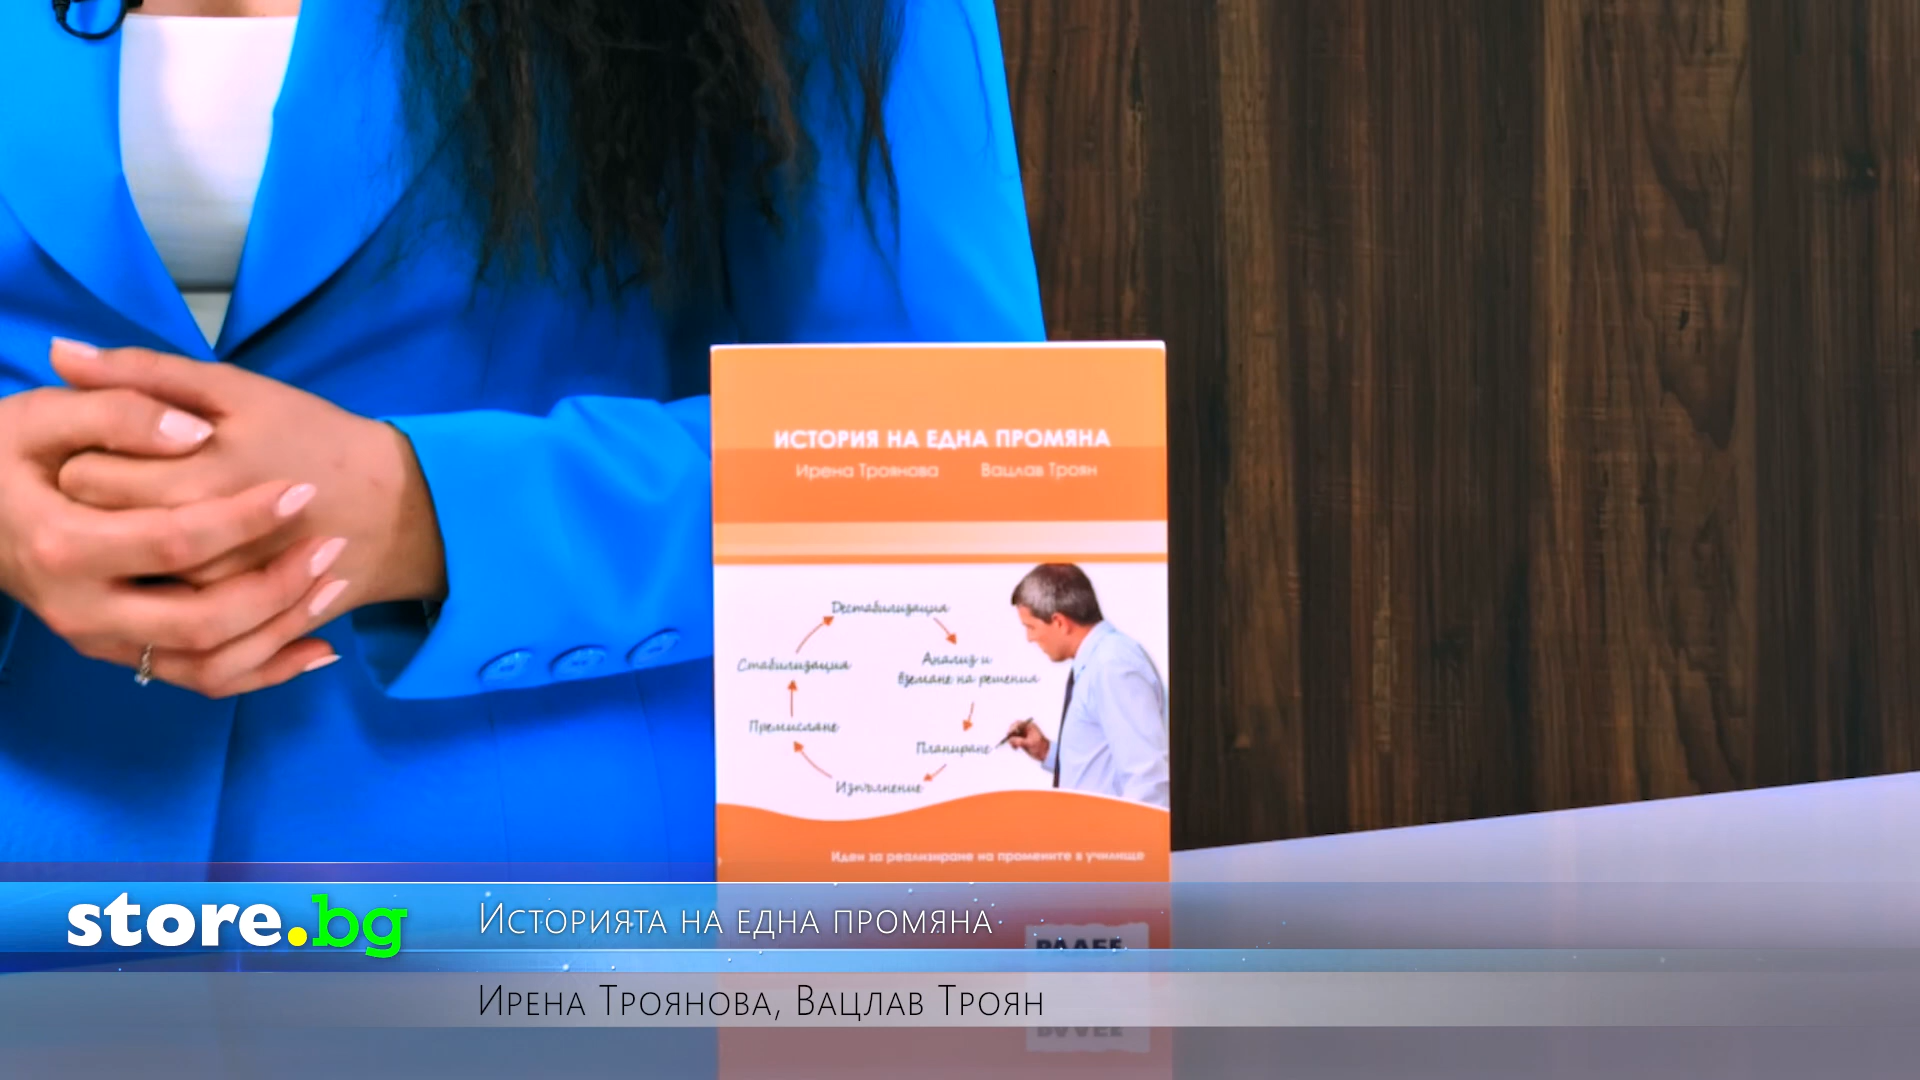 ИСТОРИЯ НА ЕДНА ПРОМЯНА
Ирена Троянова Вацлав Троян
Дестабилизация
Стабилизация
Анализ и
вземане на решения
Премисляне
Планиране
Изпълнение
Идеи за реализиране на промените в училище
store.bg
Историята на една промяна
Ирена Троянова, Вацлав Троян